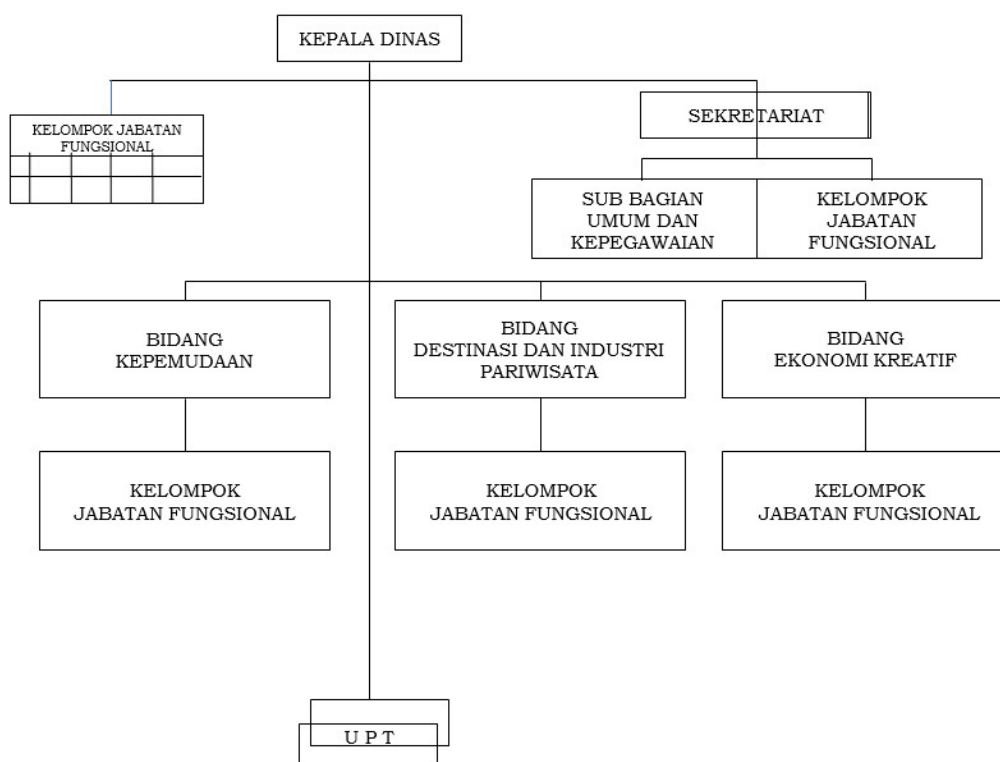 KEPALA DINAS
KELOMPOK JABATAN
FUNGSIONAL
SEKRETARIAT
SUB BAGIAN
UMUM DAN
KEPEGAWAIAN
KELOMPOK
JABATAN
FUNGSIONAL
BIDANG
KEPEMUDAAN
BIDANG
DESTINASI DAN INDUSTRI
PARIWISATA
BIDANG
EKONOMI KREATIF
KELOMPOK
JABATAN FUNGSIONAL
KELOMPOK
JABATAN FUNGSIONAL
KELOMPOK
JABATAN FUNGSIONAL
U P T